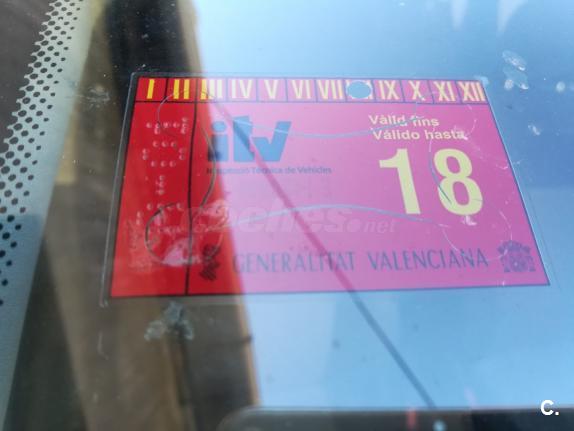 I II III IV V VI VII IX X XI XII
itv
Vàlid fins
Válido hasta
Inspecció Tècnica de Vehicles
18
coches.net
GENERALITAT VALENCIANA
C.